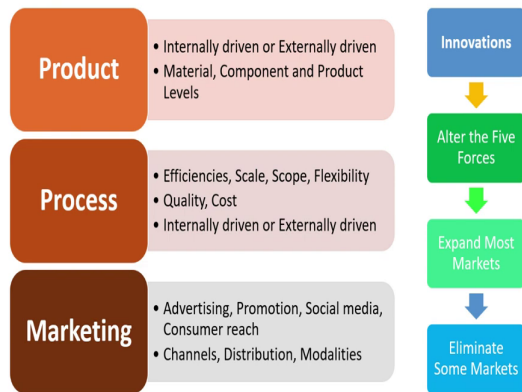 Product
• Internally driven or Externally driven
• Material, Component and Product
Levels
Process
• Efficiencies, Scale, Scope, Flexibility
• Quality, Cost
• Internally driven or Externally driven
Marketing
• Advertising, Promotion, Social media,
Consumer reach
• Channels, Distribution, Modalities
Innovations
Alter the Five
Forces
Expand Most
Markets
Eliminate
Some Markets